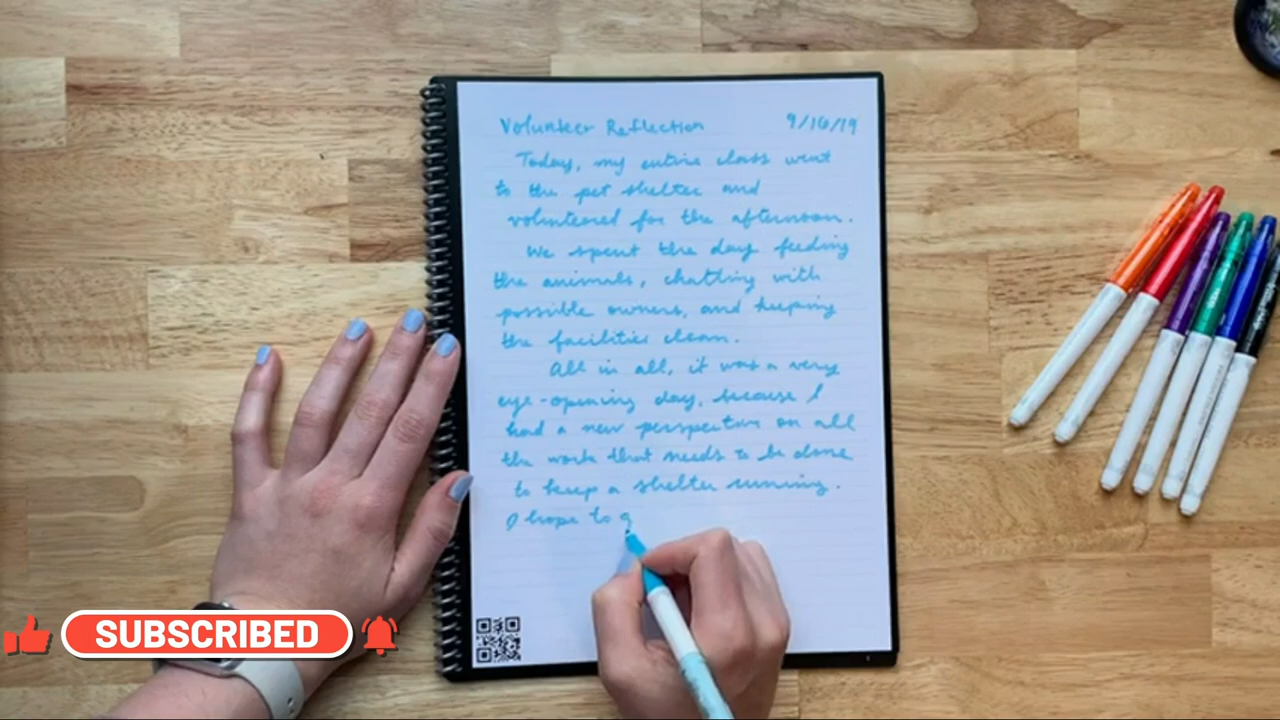 Volunteer Reflection 9/16/19
Today, my entire class went
to the pet shelter and
volunteered for the afternoon.
We spent the day feeding
the animals, chatting with
possible owners, and keeping
the facilities clean.
All in all, it was a very
eye-opening day, because I
had a new perspective on all
the work that needs to be done
to keep a shelter running.
I hope to g
SUBSCRIBED